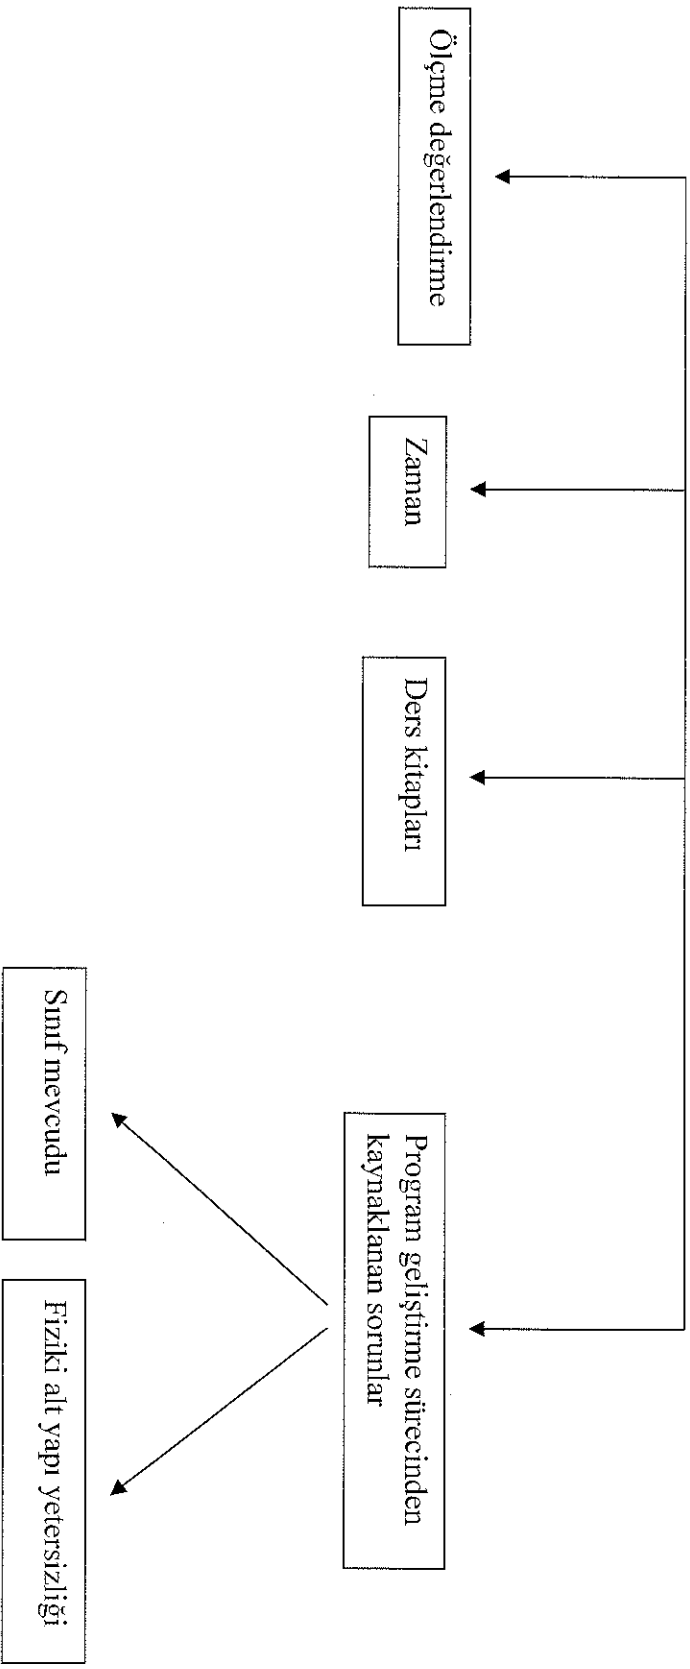 Ölçme değerlendirme
Zaman
Ders kitapları
Program geliştirme sürecinden
kaynaklanan sorunlar
Sınıf mevcudu
Fiziki alt yapı yetersizliği